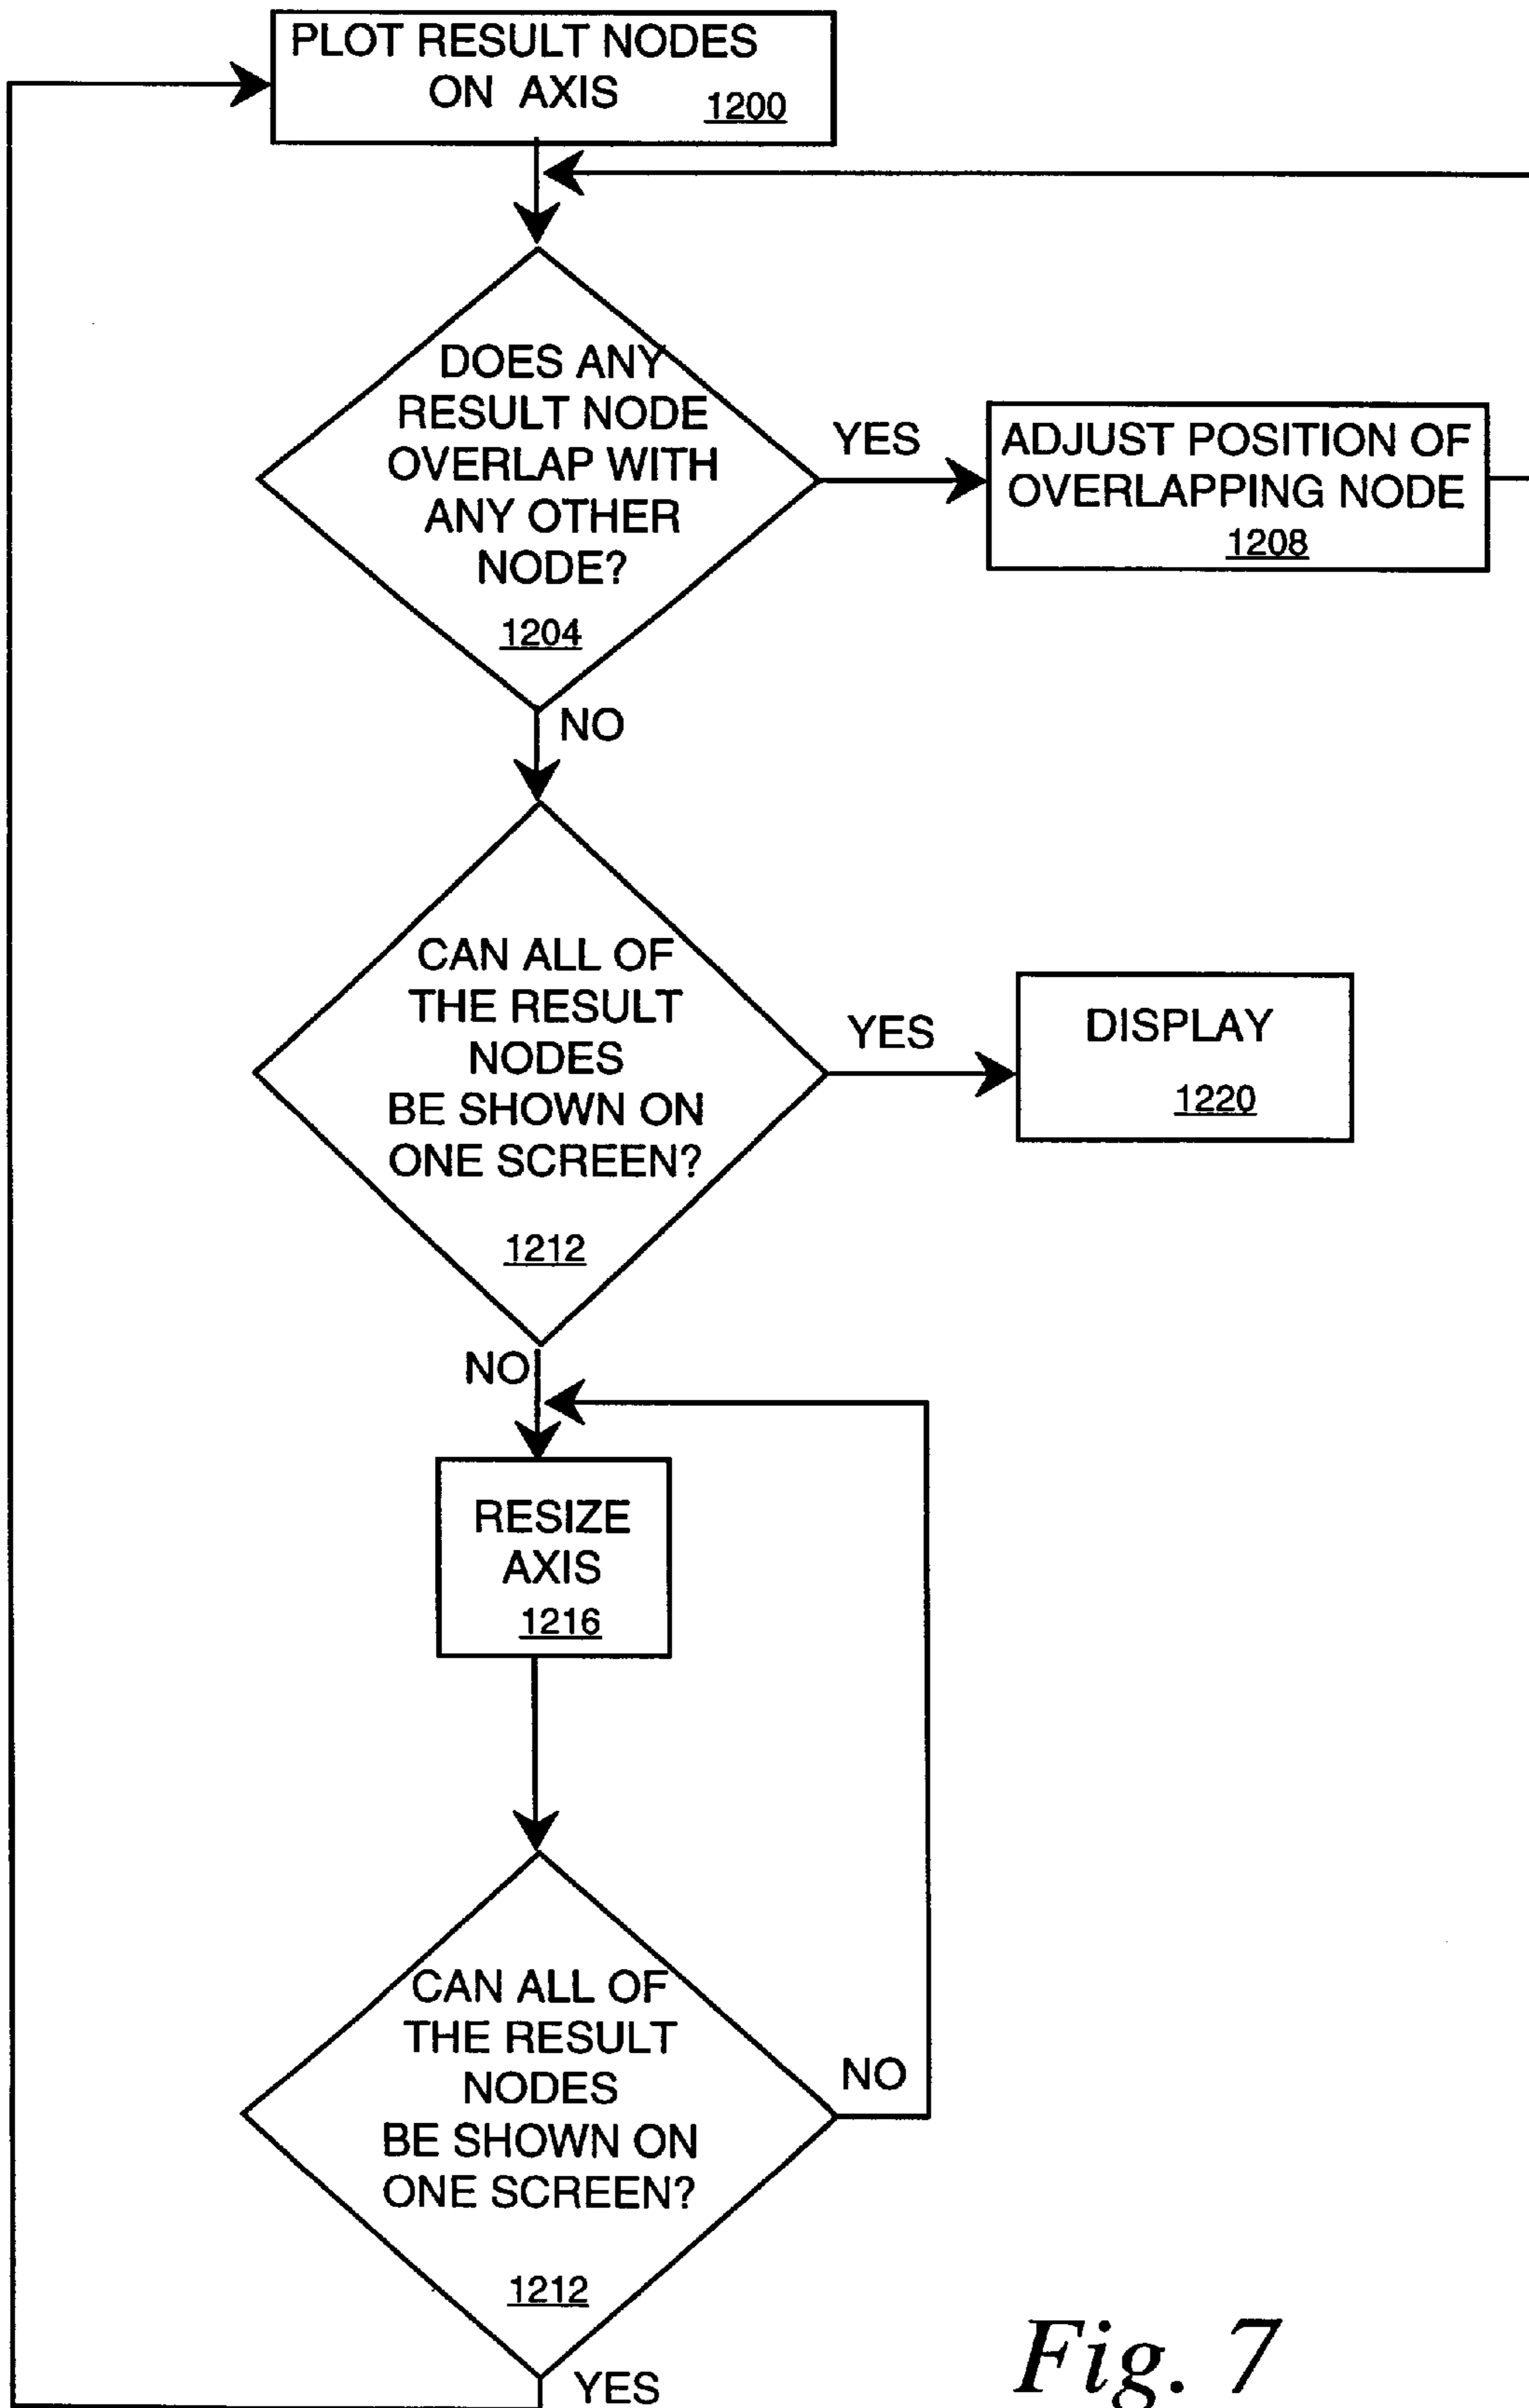 PLOT RESULT NODES
ON AXIS 1200
DOES ANY
RESULT NODE
OVERLAP WITH
ANY OTHER
NODE?
1204
YES
ADJUST POSITION OF
OVERLAPPING NODE
1208
NO
CAN ALL OF
THE RESULT
NODES
BE SHOWN ON
ONE SCREEN?
1212
YES
DISPLAY
1220
NO
RESIZE
AXIS
1216
CAN ALL OF
THE RESULT
NODES
BE SHOWN ON
ONE SCREEN?
1212
NO
YES
Fig. 7